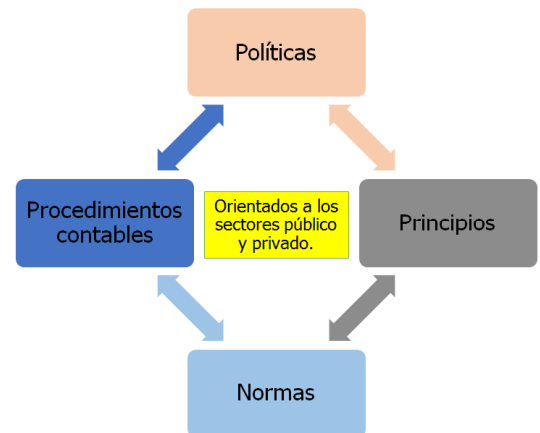 Políticas
Procedimientos
contables
Orientados a los
sectores público
y privado.
Principios
Normas